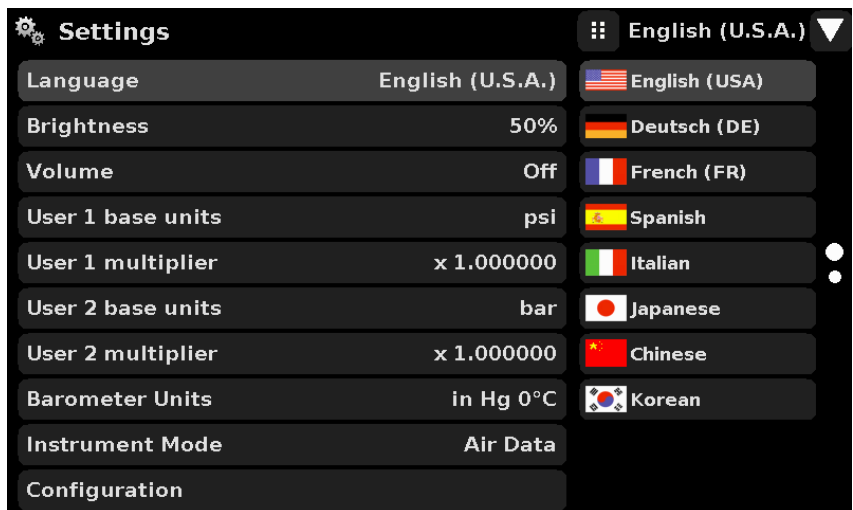 Settings
English (U.S.A.)
Language English (U.S.A.)
Brightness 50%
Volume Off
User 1 base units psi
User 1 multiplier x 1.000000
User 2 base units bar
User 2 multiplier x 1.000000
Barometer Units in Hg 0°C
Instrument Mode Air Data
Configuration
English (USA)
Deutsch (DE)
French (FR)
Spanish
Italian
Japanese
Chinese
Korean